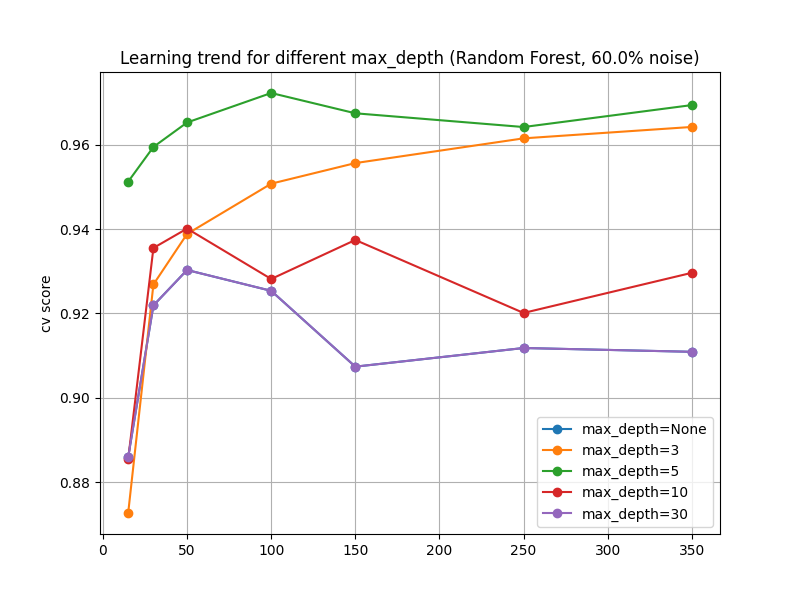 Learning trend for different max_depth (Random Forest, 60.0% noise)
cv score
0.96
0.94
0.92
0.90
0.88
0
50
100
150
200
250
300
350
max_depth=None
max_depth=3
max_depth=5
max_depth=10
max_depth=30